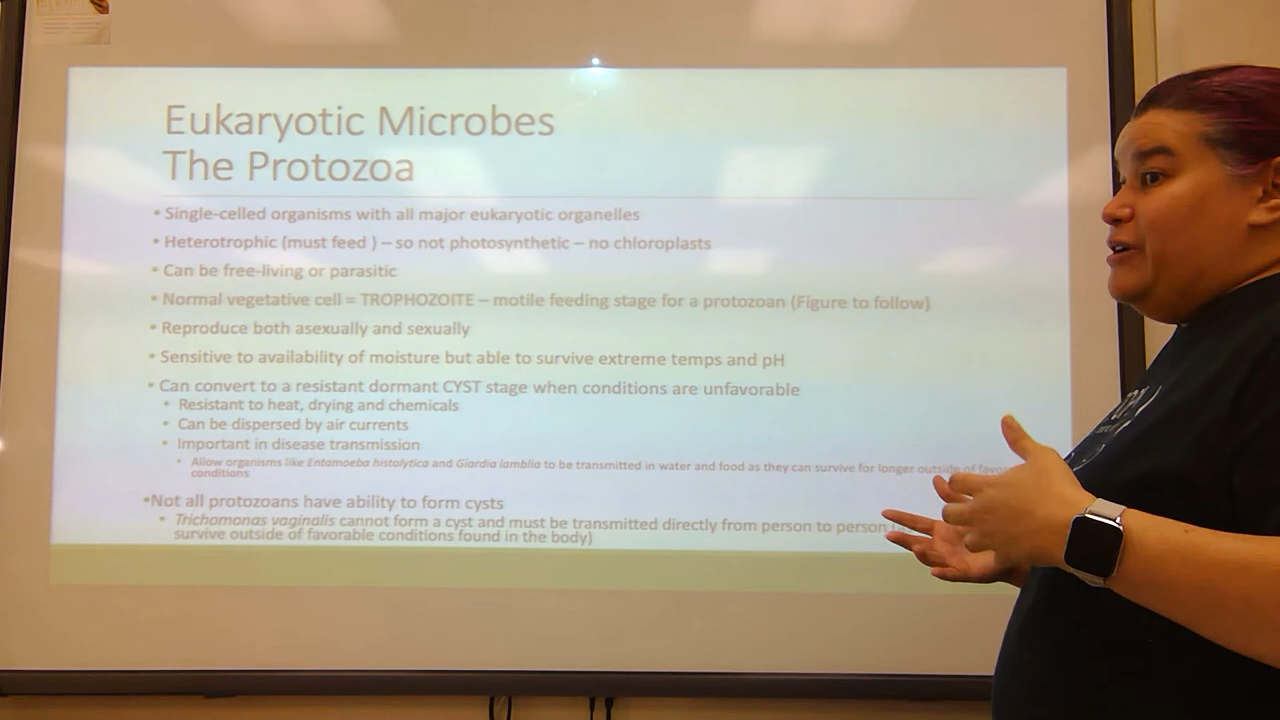 Eukaryotic Microbes
The Protozoa
• Single-celled organisms with all major eukaryotic organelles
• Heterotrophic (must feed ) – so not photosynthetic – no chloroplasts
• Can be free-living or parasitic
• Normal vegetative cell = TROPHOZOITE – motile feeding stage for a protozoan (Figure to follow)
• Reproduce both asexually and sexually
• Sensitive to availability of moisture but able to survive extreme temps and pH
• Can convert to a resistant dormant CYST stage when conditions are unfavorable
• Resistant to heat, drying and chemicals
• Can be dispersed by air currents
• Important in disease transmission
• Allow organisms like Entamoeba histolytica and Giardia lamblia to be transmitted in water and food as they can survive for longer outside of
conditions
•Not all protozoans have ability to form cysts
• Trichomonas vaginalis cannot form a cyst and must be transmitted directly from person to person
survive outside of favorable conditions found in the body)